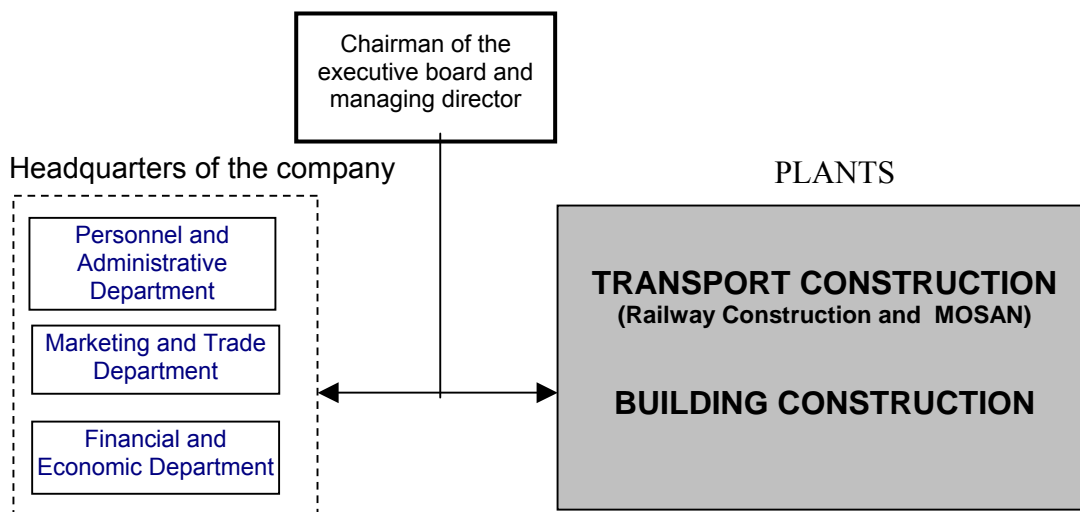 Chairman of the
executive board and
managing director
Headquarters of the company
PLANTS
Personnel and
Administrative
Department
Marketing and Trade
Department
Financial and
Economic Department
TRANSPORT CONSTRUCTION
(Railway Construction and MOSAN)
BUILDING CONSTRUCTION